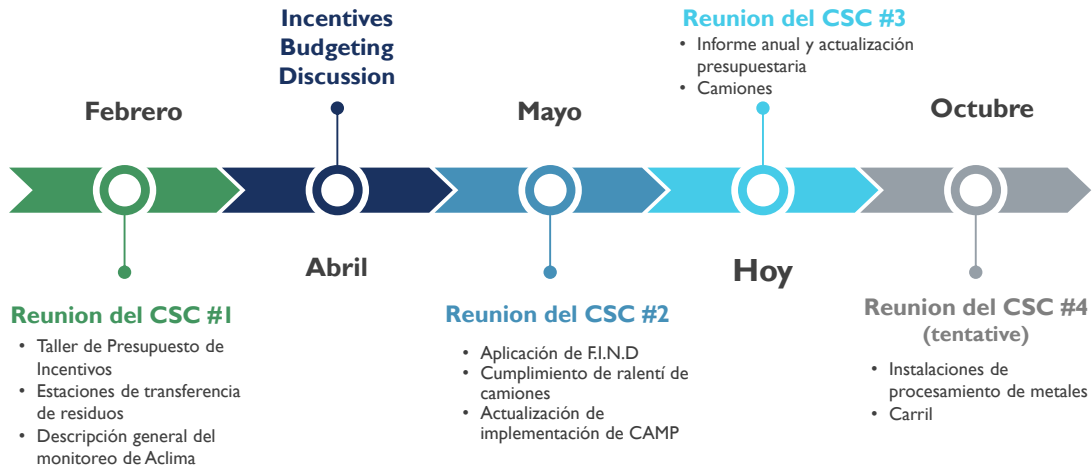 Febrero
Reunion del CSC #1
• Taller de Presupuesto de
Incentivos
• Estaciones de transferencia
de residuos
• Descripción general del
monitoreo de Aclima
Incentives
Budgeting
Discussion
Abril
Mayo
Reunion del CSC #2
• Aplicación de F.I.N.D
• Cumplimiento de ralentí de
camiones
• Actualización de
implementación de CAMP
Reunion del CSC #3
• Informe anual y actualización
presupuestaria
• Camiones
Hoy
Octubre
Reunion del CSC #4
(tentative)
• Instalaciones de
procesamiento de metales
• Carril